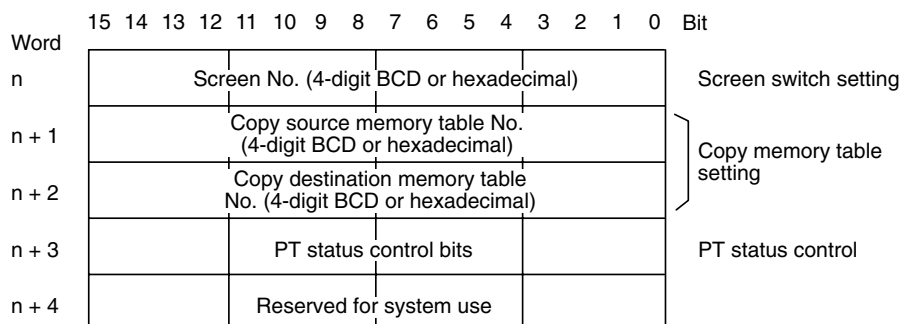 15 14 13 12 11 10 9 8 7 6 5 4 3 2 1 0 Bit
Word
n Screen No. (4-digit BCD or hexadecimal) Screen switch setting
n + 1 Copy source memory table No.
(4-digit BCD or hexadecimal)
Copy memory table
setting
n + 2 Copy destination memory table
No. (4-digit BCD or hexadecimal)
n + 3 PT status control bits PT status control
n + 4 Reserved for system use